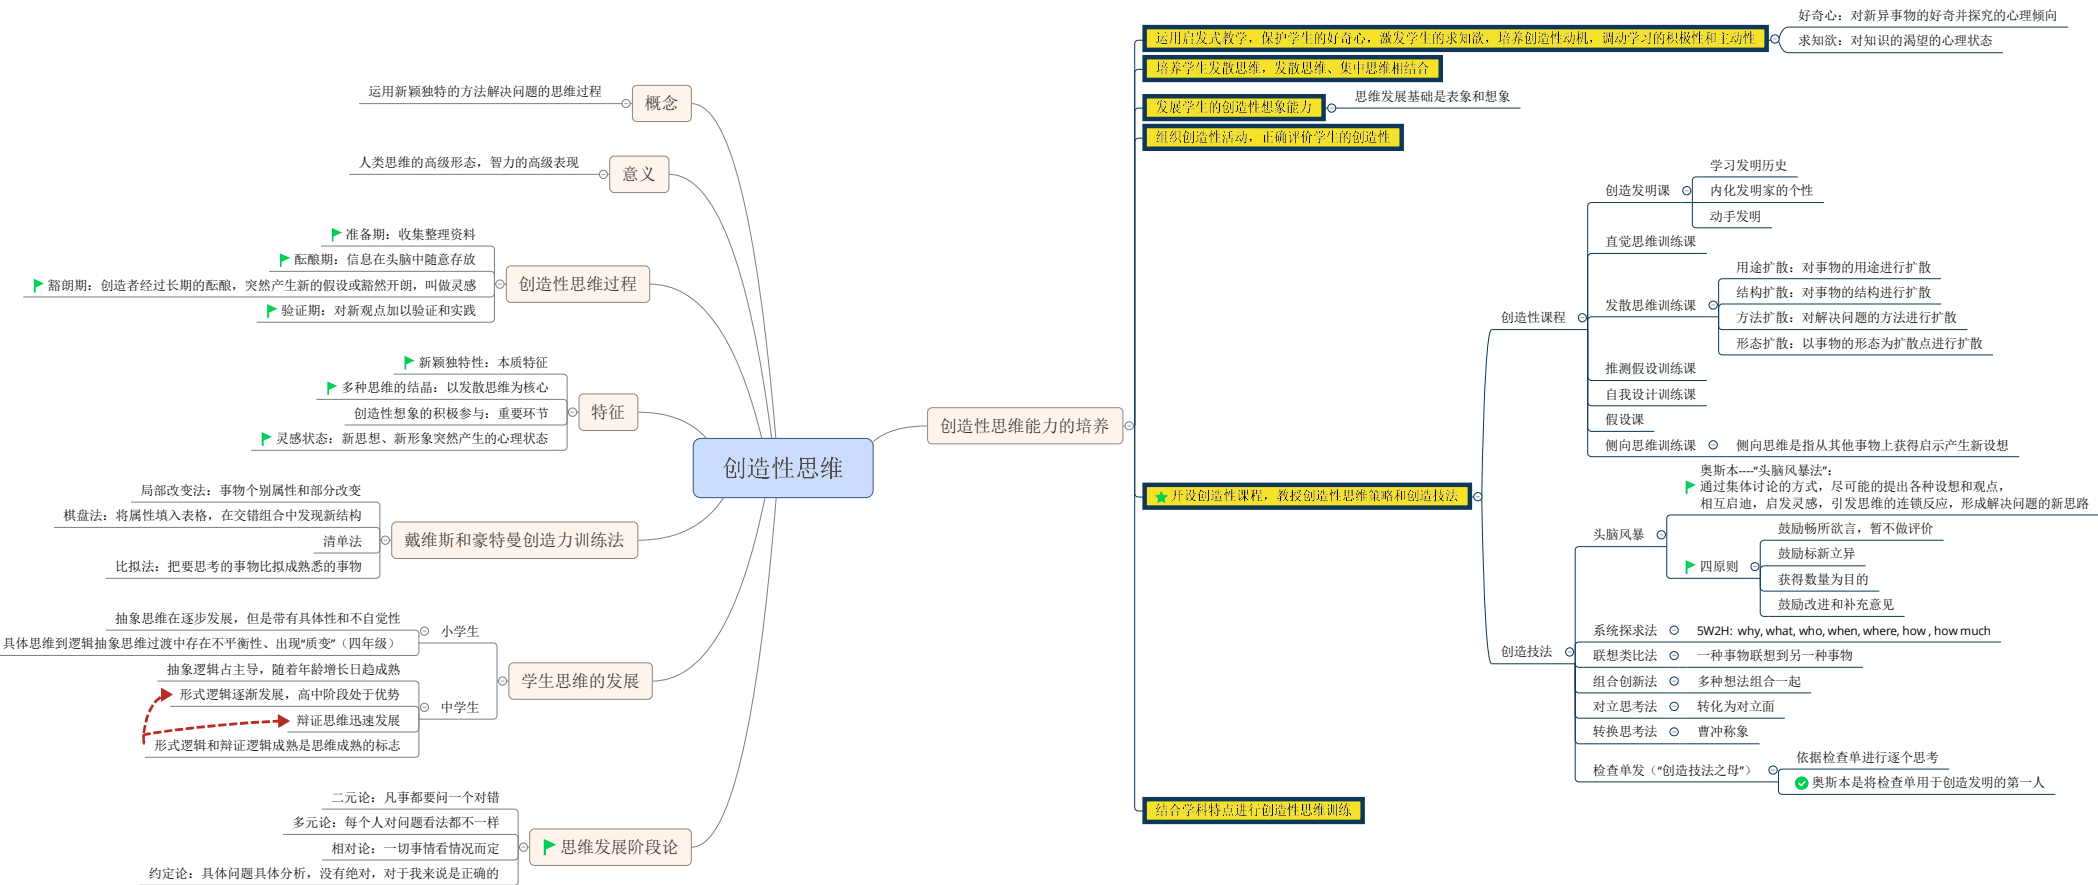 创造性思维
概念
运用新颖独特的方法解决问题的思维过程
意义
人类思维的高级形态，智力的高级表现
创造性思维过程
准备期：收集整理资料
酝酿期：信息在头脑中随意存放
豁朗期：创造者经过长期的酝酿，突然产生新的假设或豁然开朗，叫做灵感
验证期：对新观点加以验证和实践
特征
新颖独特性：本质特征
多种思维的结晶：以发散思维为核心
创造性想象的积极参与：重要环节
灵感状态：新思想、新形象突然产生的心理状态
戴维斯和豪特曼创造力训练法
局部改变法：事物个别属性和部分改变
棋盘法：将属性填入表格，在交错组合中发现新结构
清单法
比拟法：把要思考的事物比拟成熟悉的事物
学生思维的发展
小学生
抽象思维在逐步发展，但是带有具体性和不自觉性
具体思维到逻辑抽象思维过渡中存在不平衡性、出现“质变”（四年级）
中学生
抽象逻辑占主导，随着年龄增长日趋成熟
形式逻辑逐渐发展，高中阶段处于优势
辩证思维迅速发展
形式逻辑和辩证逻辑成熟是思维成熟的标志
思维发展阶段论
二元论：凡事都要问一个对错
多元论：每个人对问题看法都不一样
相对论：一切事情看情况而定
约定论：具体问题具体分析，没有绝对，对于我来说是正确的
创造性思维能力的培养
运用启发式教学，保护学生的好奇心，激发学生的求知欲，培养创造性动机，调动学习的积极性和主动性
好奇心：对新异事物的好奇并探究的心理倾向
求知欲：对知识的渴望的心理状态
培养学生发散思维，发散思维、集中思维相结合
发展学生的创造性想象能力
思维发展基础是表象和想象
组织创造性活动，正确评价学生的创造性
开设创造性课程，教授创造性思维策略和创造技法
创造性课程
创造发明课
学习发明历史
内化发明家的个性
动手发明
直觉思维训练课
发散思维训练课
用途扩散：对事物的用途进行扩散
结构扩散：对事物的结构进行扩散
方法扩散：对解决问题的方法进行扩散
形态扩散：以事物的形态为扩散点进行扩散
推测假设训练课
自我设计训练课
假设课
侧向思维训练课
侧向思维是指从其他事物上获得启示产生新设想
创造技法
头脑风暴
奥斯本----“头脑风暴法”：
通过集体讨论的方式，尽可能的提出各种设想和观点，
相互启迪，启发灵感，引发思维的连锁反应，形成解决问题的新思路
四原则
鼓励畅所欲言，暂不做评价
鼓励标新立异
获得数量为目的
鼓励改进和补充意见
系统探求法
5W2H: why, what, who, when, where, how , how much
联想类比法
一种事物联想到另一种事物
组合创新法
多种想法组合一起
对立思考法
转化为对立面
转换思考法
曹冲称象
检查单发（“创造技法之母”）
依据检查单进行逐个思考
奥斯本是将检查单用于创造发明的第一人
结合学科特点进行创造性思维训练